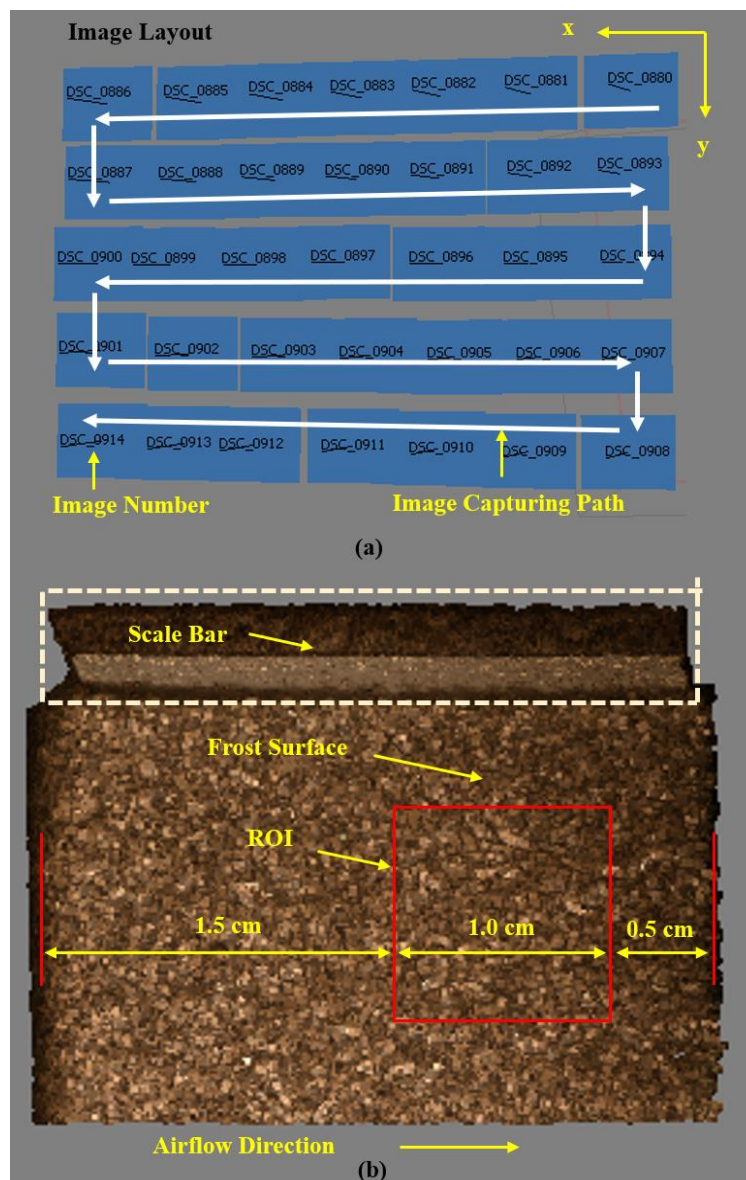 Image Layout
x
y
DSC_0886 DSC_0885 DSC_0884 DSC_0883 DSC_0882 DSC_0881 DSC_0880
DSC_0887 DSC_0888 DSC_0889 DSC_0890 DSC_0891 DSC_0892 DSC_0893
DSC_0900 DSC_0899 DSC_0898 DSC_0897 DSC_0896 DSC_0895 DSC_0894
DSC_0901 DSC_0902 DSC_0903 DSC_0904 DSC_0905 DSC_0906 DSC_0907
DSC_0914 DSC_0913 DSC_0912 DSC_0911 DSC_0910 DSC_0909 DSC_0908
Image Number
Image Capturing Path
(a)
Scale Bar
Frost Surface
ROI
1.5 cm
1.0 cm
0.5 cm
Airflow Direction
(b)